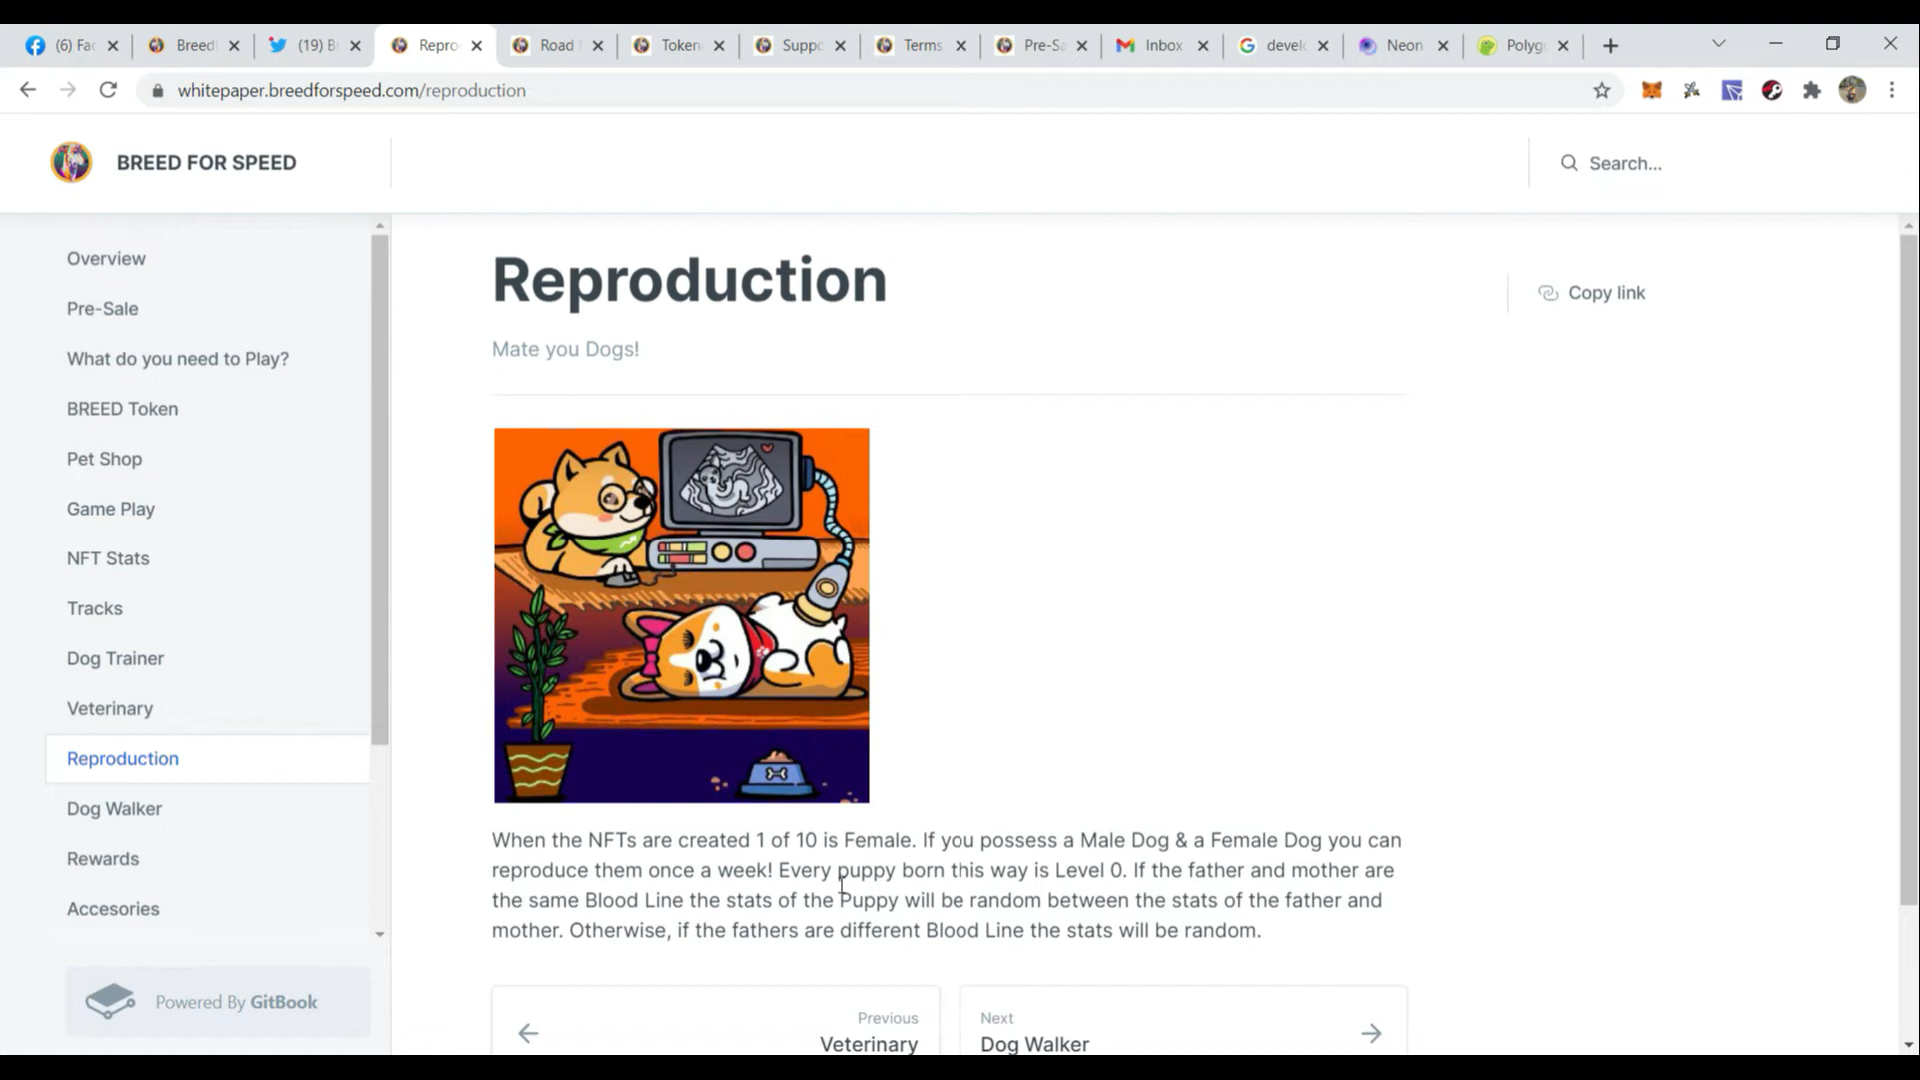 (6) Fac
Breed
(19) B
Repro
Road
Token
Suppo
Terms
Pre-Sa
Inbox
develo
Neon
Polygo
whitepaper.breedforspeed.com/reproduction
BREED FOR SPEED
Search...
Overview
Pre-Sale
What do you need to Play?
BREED Token
Pet Shop
Game Play
NFT Stats
Tracks
Dog Trainer
Veterinary
Reproduction
Dog Walker
Rewards
Accesories
Powered By GitBook
Reproduction
Copy link
Mate you Dogs!
When the NFTs are created 1 of 10 is Female. If you possess a Male Dog & a Female Dog you can
reproduce them once a week! Every puppy born this way is Level 0. If the father and mother are
the same Blood Line the stats of the Puppy will be random between the stats of the father and
mother. Otherwise, if the fathers are different Blood Line the stats will be random.
Previous
Veterinary
Next
Dog Walker